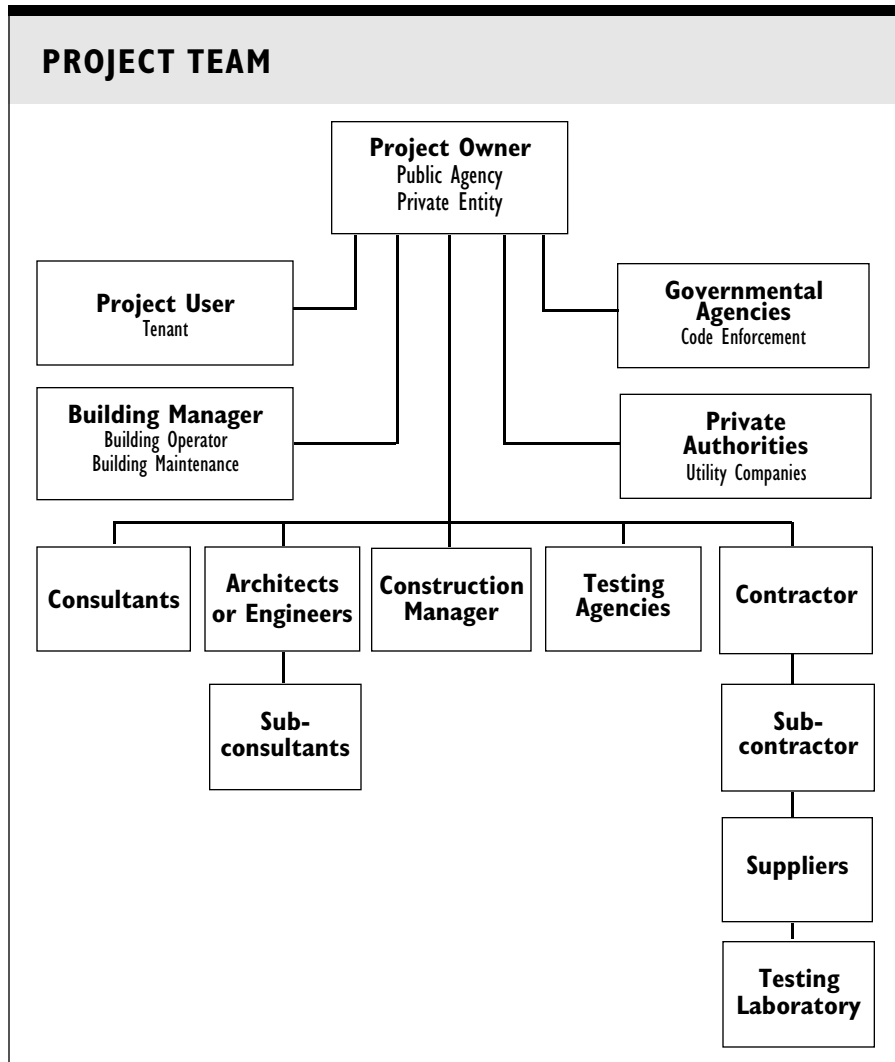 PROJECT TEAM
Project Owner
Public Agency
Private Entity
Project User
Tenant
Governmental
Agencies
Code Enforcement
Building Manager
Building Operator
Building Maintenance
Private
Authorities
Utility Companies
Consultants
Architects
or Engineers
Construction
Manager
Testing
Agencies
Contractor
Sub-
consultants
Sub-
contractor
Suppliers
Testing
Laboratory